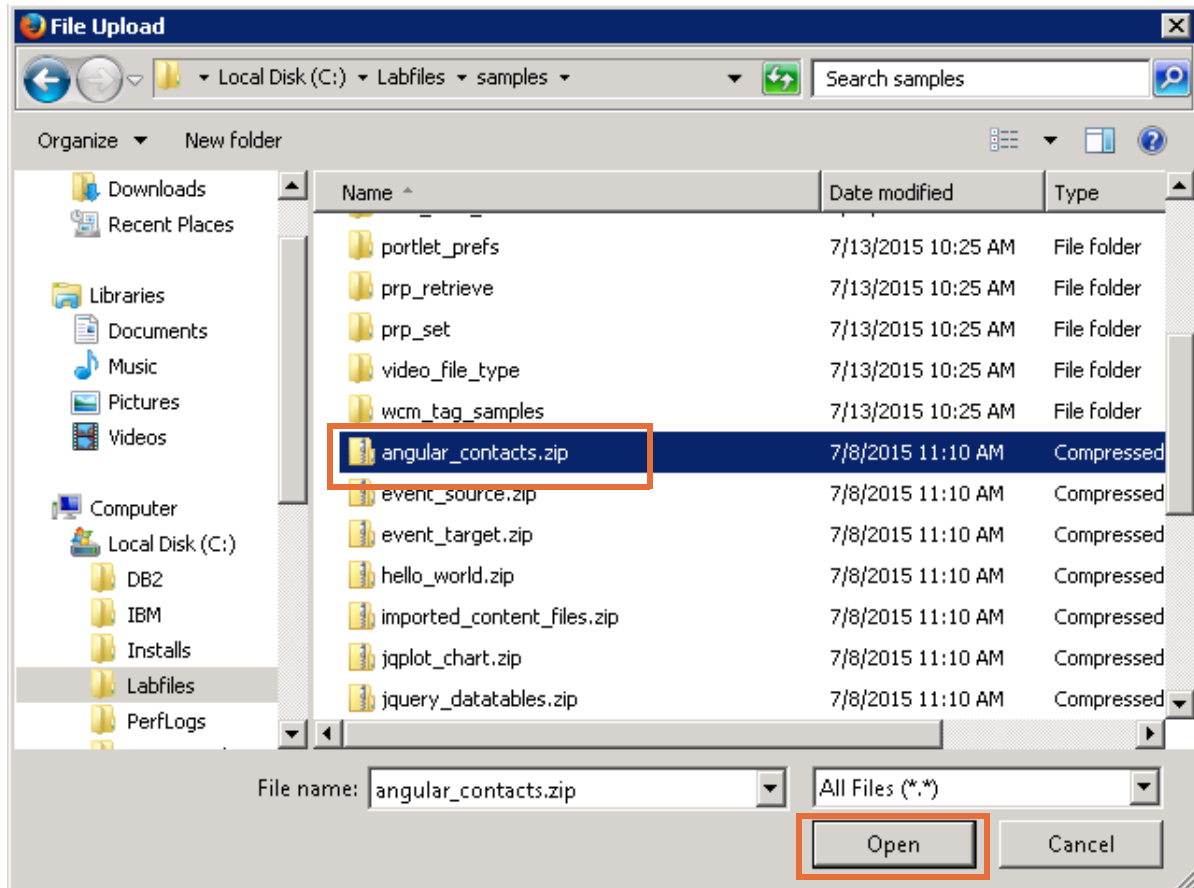 File Upload
Local Disk (C:) Labfiles samples
Search samples
Organize New folder
Downloads
Recent Places
Libraries
Documents
Music
Pictures
Videos
Computer
Local Disk (C:)
DB2
IBM
Installs
Labfiles
PerfLogs
Name Date modified Type
portlet_prefs 7/13/2015 10:25 AM File folder
prp_retrieve 7/13/2015 10:25 AM File folder
prp_set 7/13/2015 10:25 AM File folder
video_file_type 7/13/2015 10:25 AM File folder
wcm_tag_samples 7/13/2015 10:25 AM File folder
angular_contacts.zip 7/8/2015 11:10 AM Compressed
event_source.zip 7/8/2015 11:10 AM Compressed
event_target.zip 7/8/2015 11:10 AM Compressed
hello_world.zip 7/8/2015 11:10 AM Compressed
imported_content_files.zip 7/8/2015 11:10 AM Compressed
jqplot_chart.zip 7/8/2015 11:10 AM Compressed
jquery_datatables.zip 7/8/2015 11:10 AM Compressed
File name: angular_contacts.zip All Files (*.*)
Open Cancel